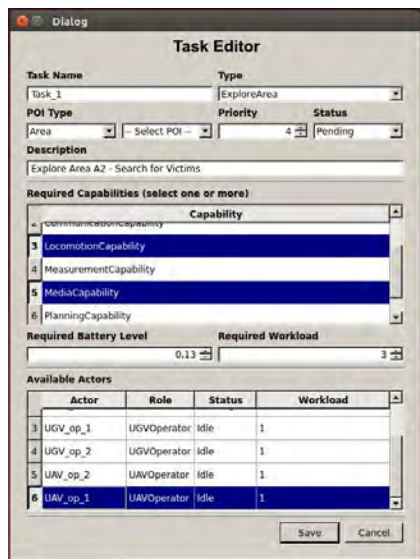 Dialog
Task Editor
Task Name Type
Task_1 ExploreArea
POI Type Priority Status
Area -- Select POI -- 4 Pending
Description
Explore Area A2 - Search for Victims
Required Capabilities (select one or more)
Capability
2 CommunicationCapability
3 LocomotionCapability
4 MeasurementCapability
5 MediaCapability
6 PlanningCapability
Required Battery Level Required Workload
0,13 3
Available Actors
Actor Role Status Workload
3 UGV_op_1 UGVOperator Idle 1
4 UGV_op_2 UGVOperator Idle 1
5 UAV_op_2 UAVOperator Idle 1
6 UAV_op_1 UAVOperator Idle 1
Save Cancel